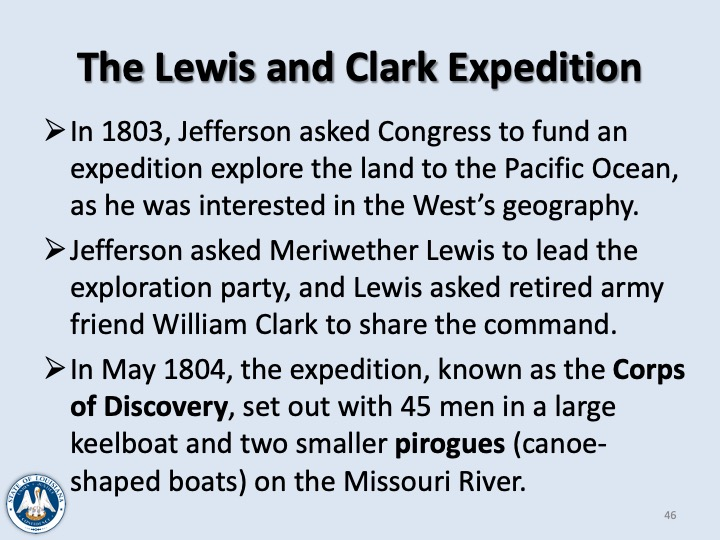 The Lewis and Clark Expedition
In 1803, Jefferson asked Congress to fund an
expedition explore the land to the Pacific Ocean,
as he was interested in the West’s geography.
Jefferson asked Meriwether Lewis to lead the
exploration party, and Lewis asked retired army
friend William Clark to share the command.
In May 1804, the expedition, known as the Corps
of Discovery, set out with 45 men in a large
keelboat and two smaller pirogues (canoe-
shaped boats) on the Missouri River.
STATE OF LOUISIANA
CONFIDENCE
46